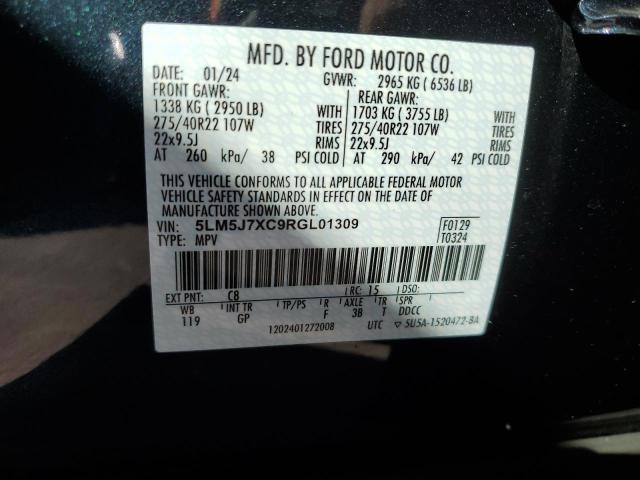 MFD. BY FORD MOTOR CO.
DATE: 01/24 GVWR: 2965 KG ( 6536 LB)
FRONT GAWR: REAR GAWR:
1338 KG ( 2950 LB) WITH 1703 KG ( 3755 LB) WITH
275/40R22 107W TIRES 275/40R22 107W TIRES
22x9.5J RIMS 22x9.5J RIMS
AT 260 kPa/ 38 PSI COLD AT 290 kPa/ 42 PSI COLD
THIS VEHICLE CONFORMS TO ALL APPLICABLE FEDERAL MOTOR
VEHICLE SAFETY STANDARDS IN EFFECT ON THE DATE OF
MANUFACTURE SHOWN ABOVE.
VIN: 5LM5J7XC9RGL01309 F0129
TYPE: MPV T0324
EXT PNT: C8 RC: 15 DSO:
WB INT TR TP/PS R AXLE TR SPR
119 GP F 3B T DDCC
1202401272008 UTC ▽ 5U5A-1520472-BA